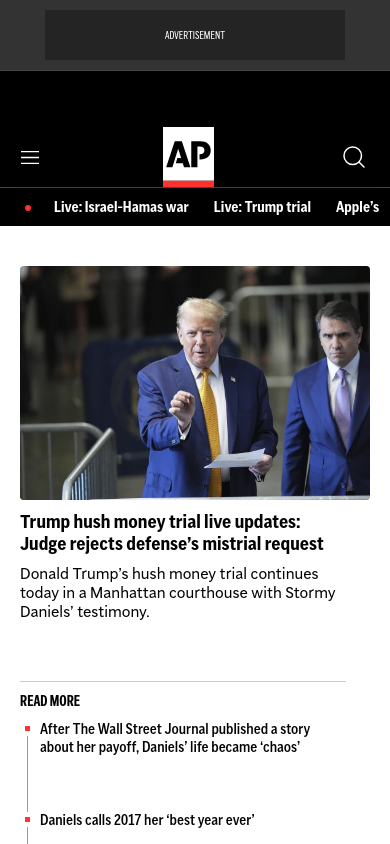 ADVERTISEMENT
AP
Live: Israel-Hamas war Live: Trump trial Apple’s
Trump hush money trial live updates:
Judge rejects defense’s mistrial request
Donald Trump’s hush money trial continues
today in a Manhattan courthouse with Stormy
Daniels’ testimony.
READ MORE
After The Wall Street Journal published a story
about her payoff, Daniels’ life became ‘chaos’
Daniels calls 2017 her ‘best year ever’